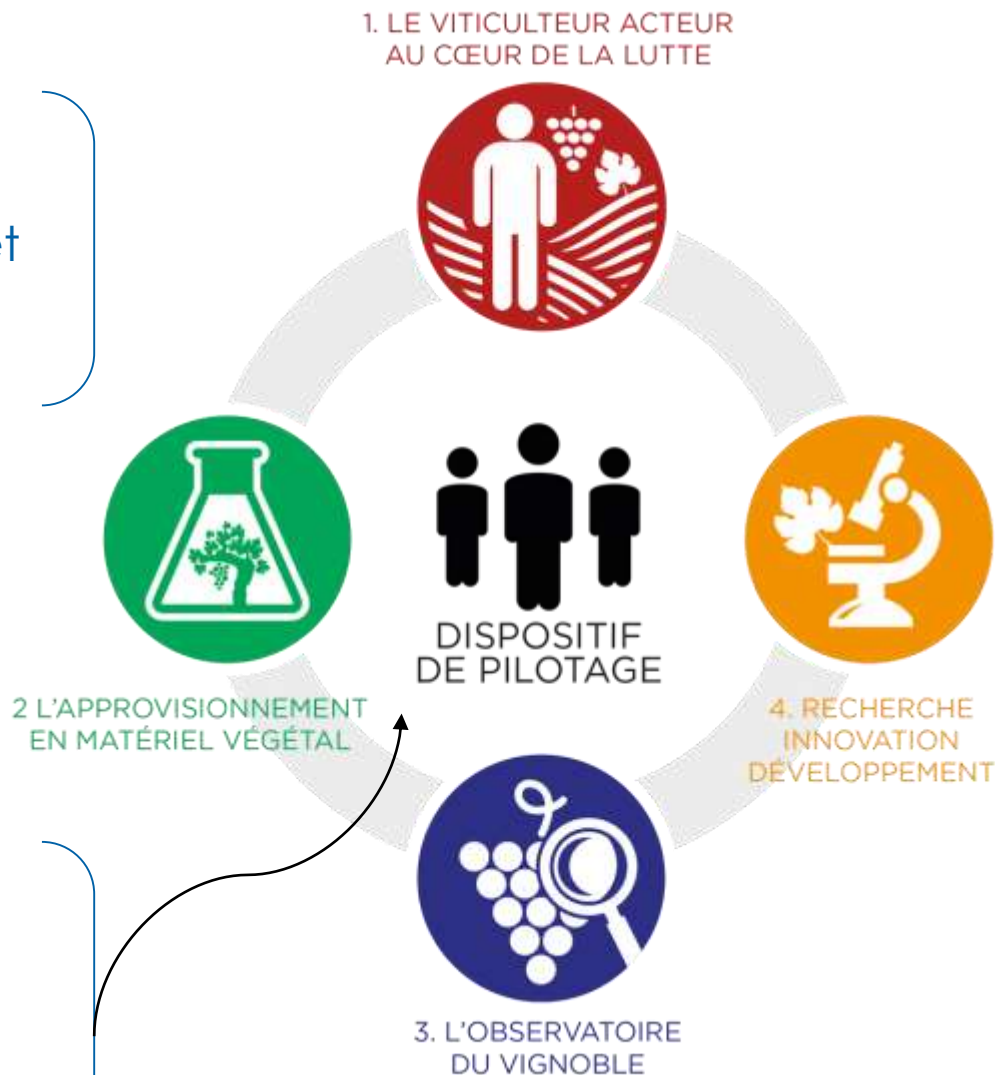 1. LE VITICULTEUR ACTEUR
AU CŒUR DE LA LUTTE
et
DISPOSITIF
DE PILOTAGE
2 L'APPROVISIONNEMENT
EN MATÉRIEL VÉGÉTAL
4. RECHERCHE
INNOVATION
DÉVELOPPEMENT
3. L'OBSERVATOIRE
DU VIGNOBLE